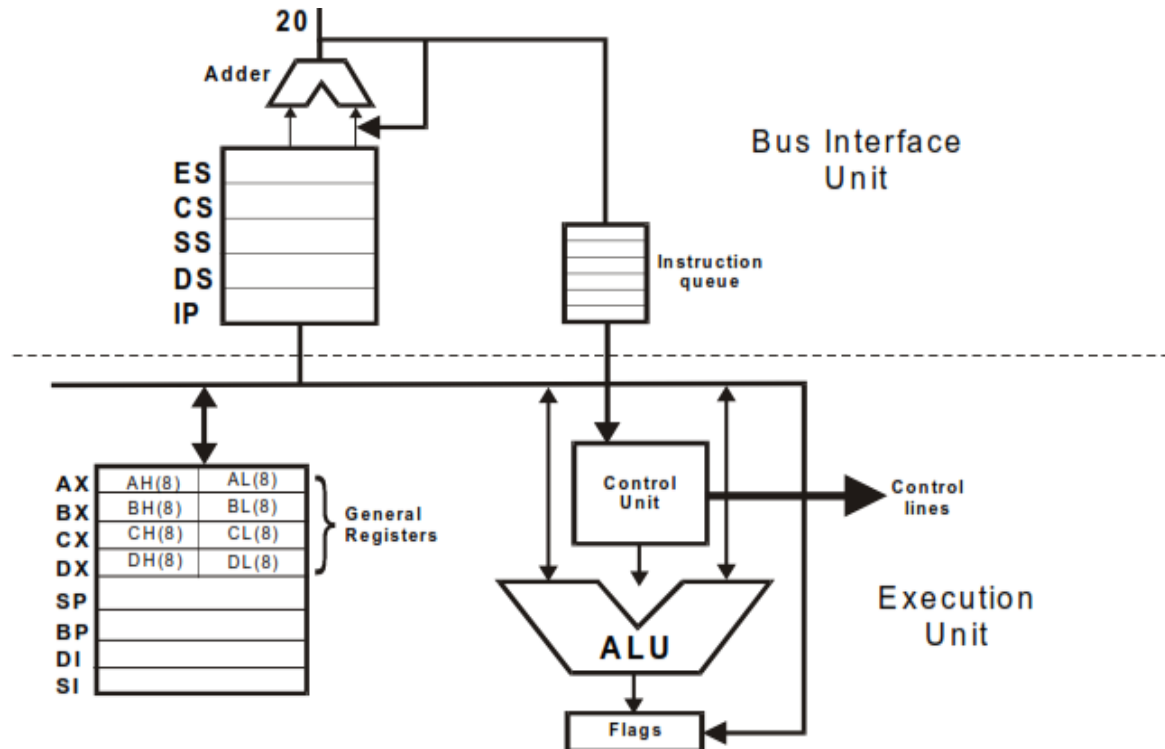 20
Adder
Bus Interface
Unit
ES
CS
SS
DS
IP
Instruction
queue
AX AH(8) AL(8)
BX BH(8) BL(8)
CX CH(8) CL(8)
DX DH(8) DL(8)
SP
BP
DI
SI
General
Registers
Control
Unit
Control
lines
Execution
Unit
ALU
Flags